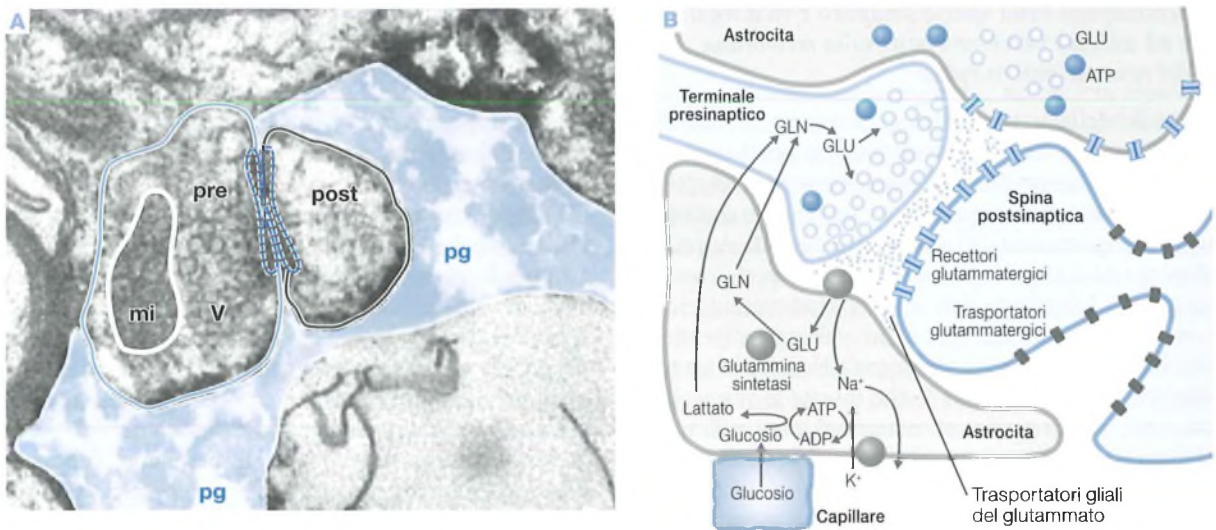 A
pre
post
pg
mi
V
pg
B
Astrocita
GLU
ATP
Terminale
presinaptico
GLN
GLU
Spina
postsinaptica
Recettori
glutammatergici
GLN
Trasportatori
glutammatergici
GLU
Glutammina
sintetasi
Na⁺
Lattato
ATP
Glucosio
ADP
Astrocita
K⁺
Glucosio
Capillare
Trasportatori gliali
del glutammato